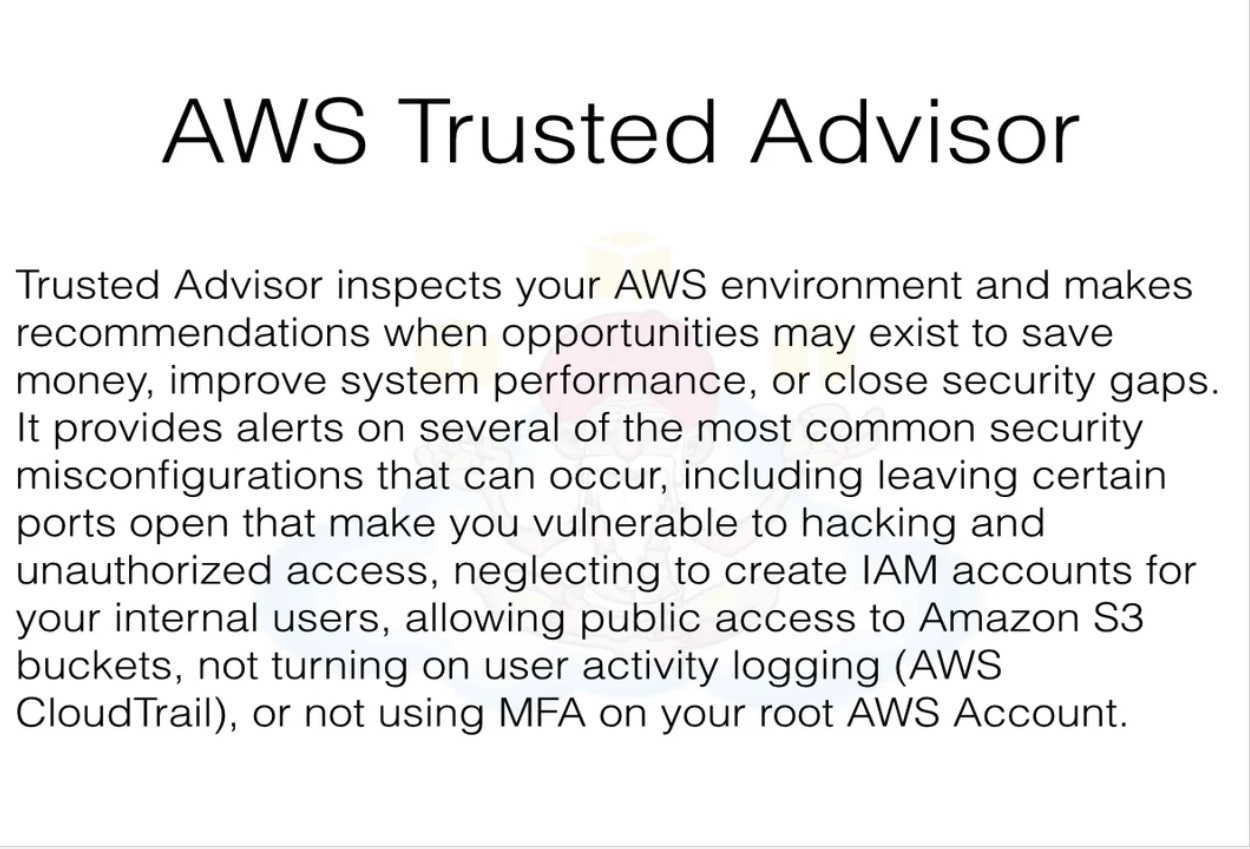 AWS Trusted Advisor
Trusted Advisor inspects your AWS environment and makes
recommendations when opportunities may exist to save
money, improve system performance, or close security gaps.
It provides alerts on several of the most common security
misconfigurations that can occur, including leaving certain
ports open that make you vulnerable to hacking and
unauthorized access, neglecting to create IAM accounts for
your internal users, allowing public access to Amazon S3
buckets, not turning on user activity logging (AWS
CloudTrail), or not using MFA on your root AWS Account.